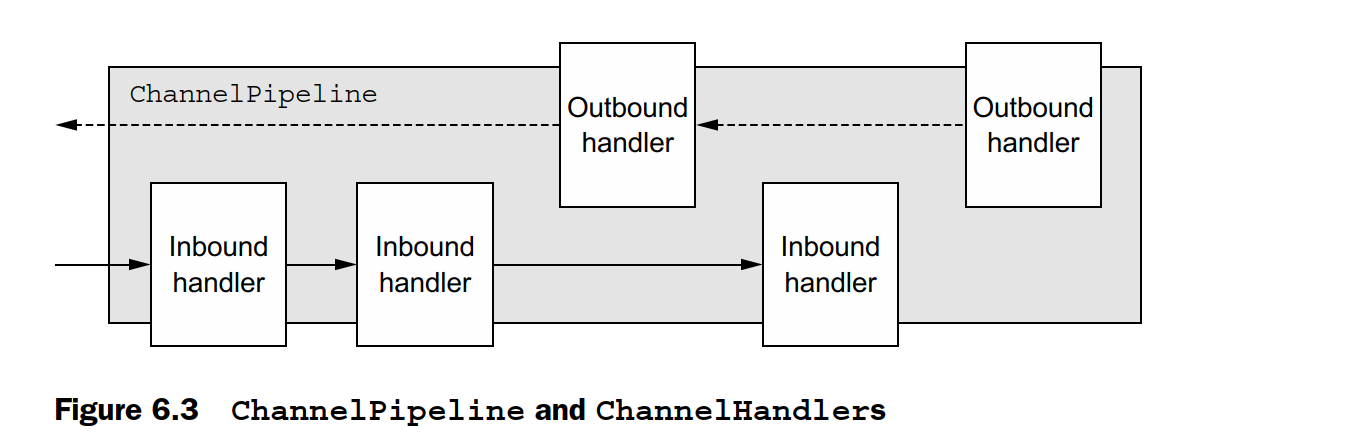 ChannelPipeline
Outbound
handler
Outbound
handler
Inbound
handler
Inbound
handler
Inbound
handler
Figure 6.3 ChannelPipeline and ChannelHandlers